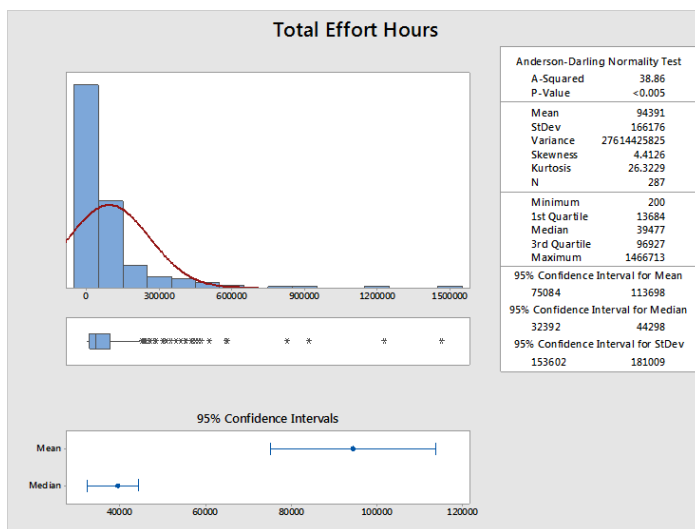 Total Effort Hours
Anderson-Darling Normality Test
A-Squared 38.86
P-Value <0.005
Mean 94391
StDev 166176
Variance 27614425825
Skewness 4.4126
Kurtosis 26.3229
N 287
Minimum 200
1st Quartile 13684
Median 39477
3rd Quartile 96927
Maximum 1466713
95% Confidence Interval for Mean
75084 113698
95% Confidence Interval for Median
32392 44298
95% Confidence Interval for StDev
153602 181009
0 300000 600000 900000 1200000 1500000
95% Confidence Intervals
Mean
Median
40000 60000 80000 100000 120000